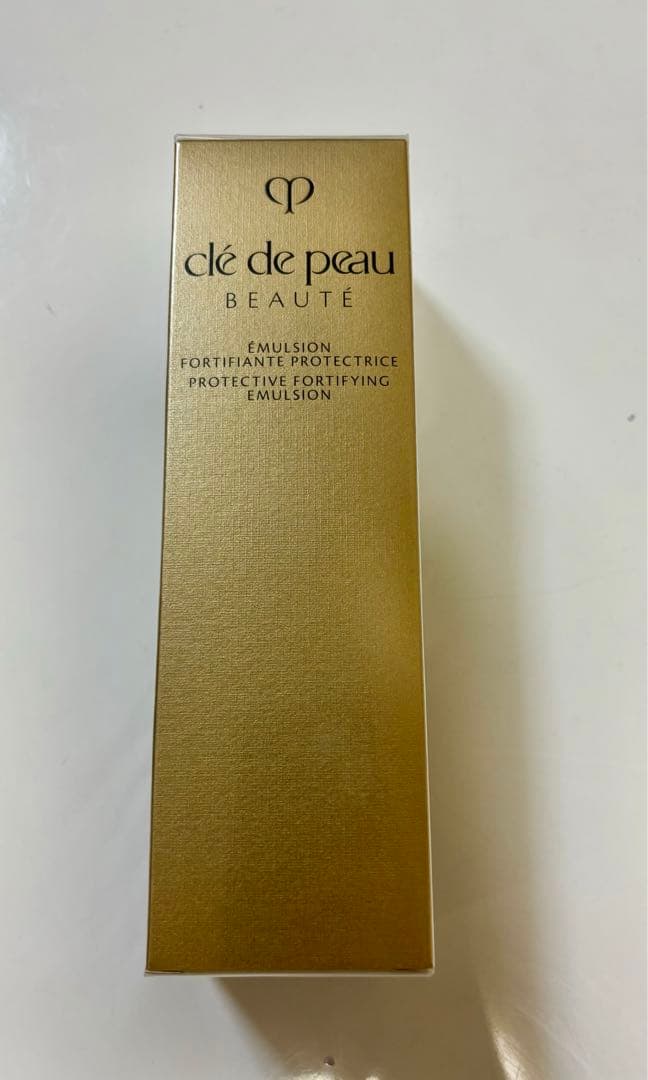 clé de peau
BEAUTÉ
ÉMULSION
FORTIFIANTE PROTECTRICE
PROTECTIVE FORTIFYING
EMULSION